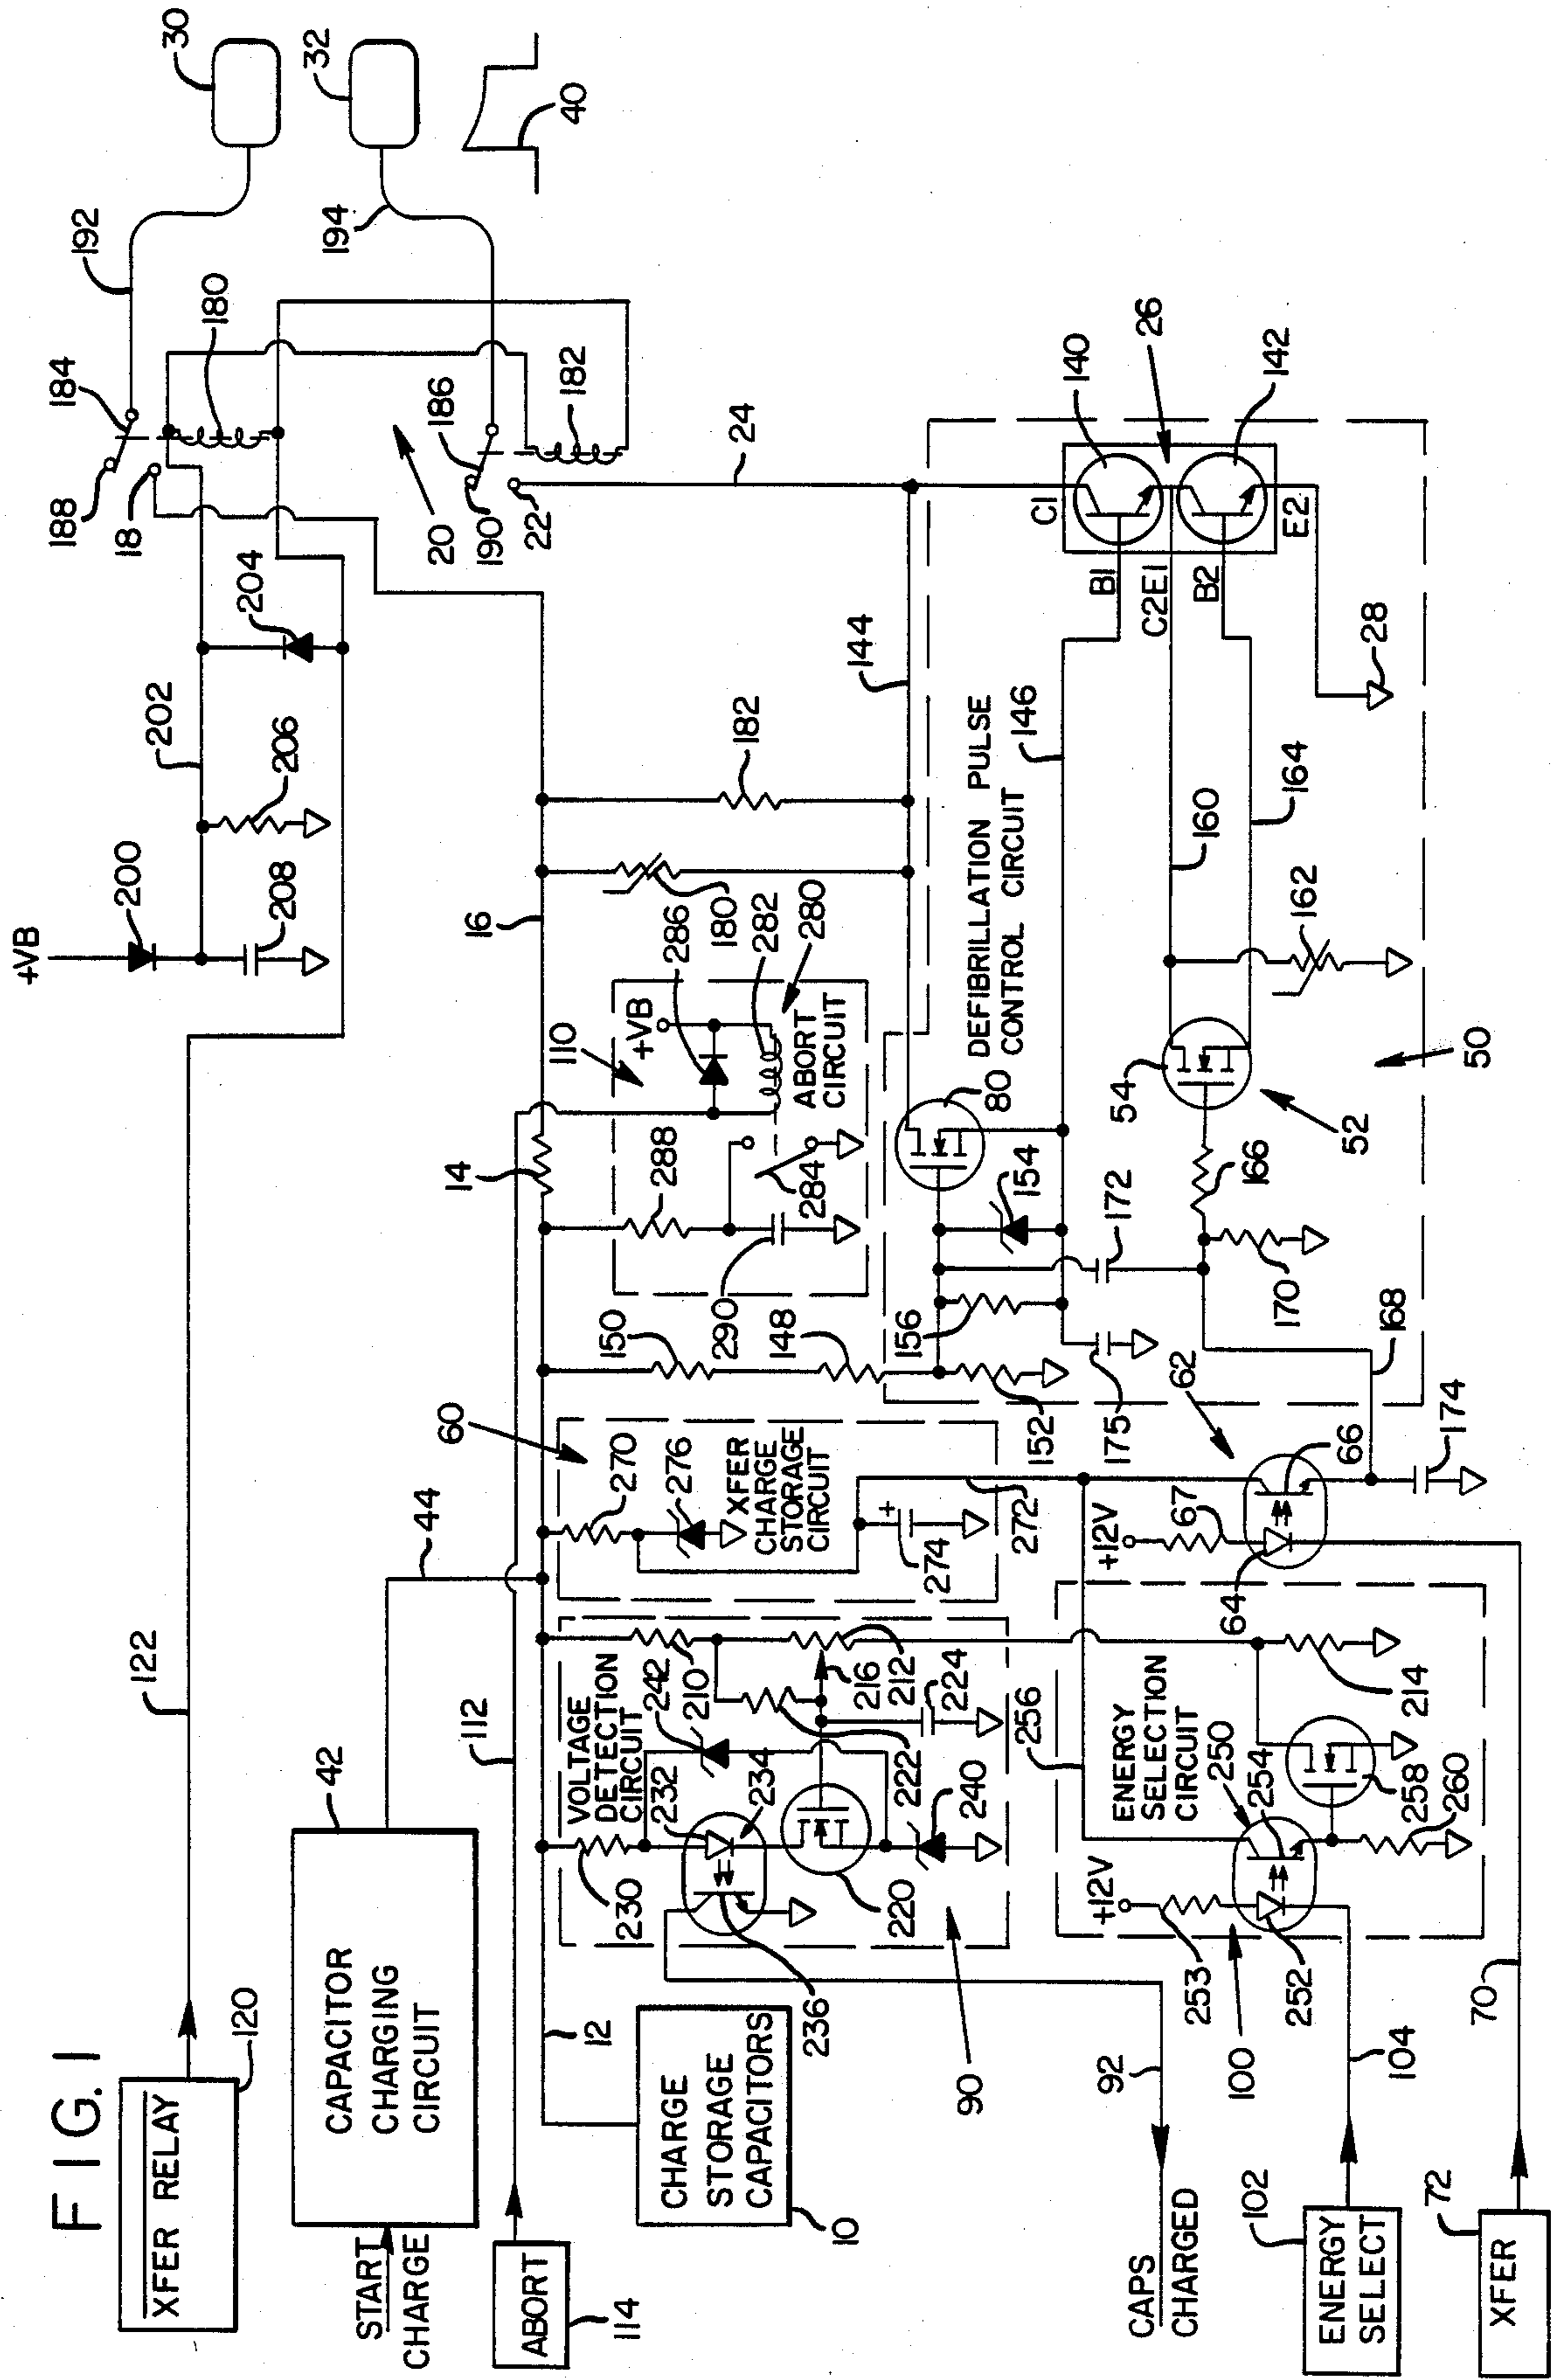 FIG. 1
XFER RELAY
120
122
+VB
200
202
204
206
208
188
184
18
180
192
30
32
194
40
20
186
190
182
22
24
START
CHARGE
CAPACITOR
CHARGING
CIRCUIT
42
44
ABORT
114
112
12
14
16
CHARGE
STORAGE
CAPACITORS
10
VOLTAGE
DETECTION
CIRCUIT
230
232
234
236
242
210
212
216
222
224
220
240
90
60
270
276
XFER
CHARGE
STORAGE
CIRCUIT
274
272
150
148
152
110
+VB
286
288
284
290
ABORT
CIRCUIT
282
280
180
182
144
DEFIBRILLATION PULSE
CONTROL CIRCUIT
80
154
156
172
175
146
C1
B1
C2E1
B2
E2
140
26
142
28
160
164
162
54
52
50
166
170
168
62
66
174
+12V
67
64
256
ENERGY
SELECTION
CIRCUIT
250
254
+12V
253
252
100
258
260
214
CAPS
CHARGED
92
ENERGY
SELECT
102
104
XFER
72
70